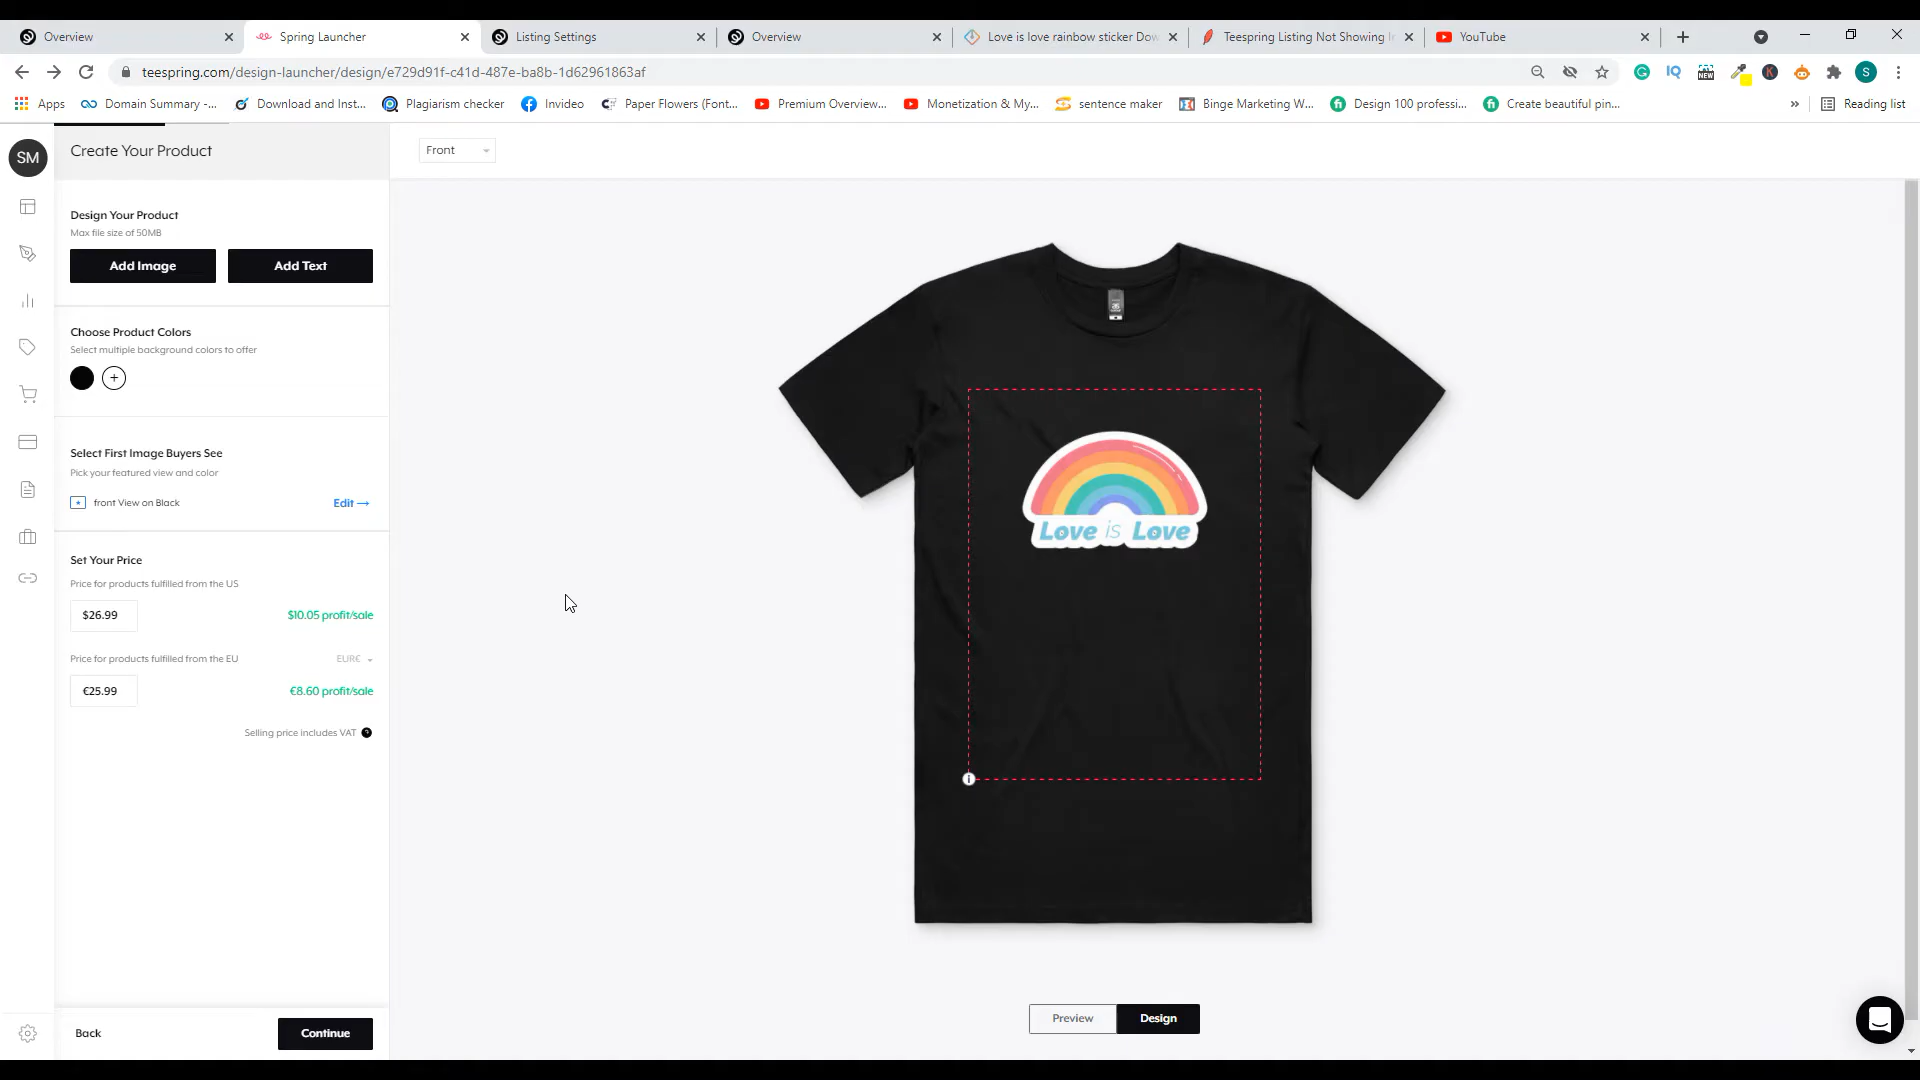 Overview
Spring Launcher
Listing Settings
Overview
Love is love rainbow sticker Dow
Teespring Listing Not Showing I
YouTube
teespring.com/design-launcher/design/e729d91f-c41d-487e-ba8b-1d62961863af
IQ
NEW
K
S
Apps
Domain Summary -...
Download and Inst...
Plagiarism checker
Invideo
Paper Flowers (Font...
Premium Overview...
Monetization & My...
sentence maker
Binge Marketing W...
Design 100 professi...
Create beautiful pin...
Reading list
SM
Create Your Product
Front
Design Your Product
Max file size of 50MB
Add Image
Add Text
Choose Product Colors
Select multiple background colors to offer
Select First Image Buyers See
Pick your featured view and color
front View on Black
Edit →
Love is Love
Set Your Price
Price for products fulfilled from the US
$26.99
$10.05 profit/sale
Price for products fulfilled from the EU
EUR€
€25.99
€8.60 profit/sale
Selling price includes VAT ?
Back
Continue
Preview
Design